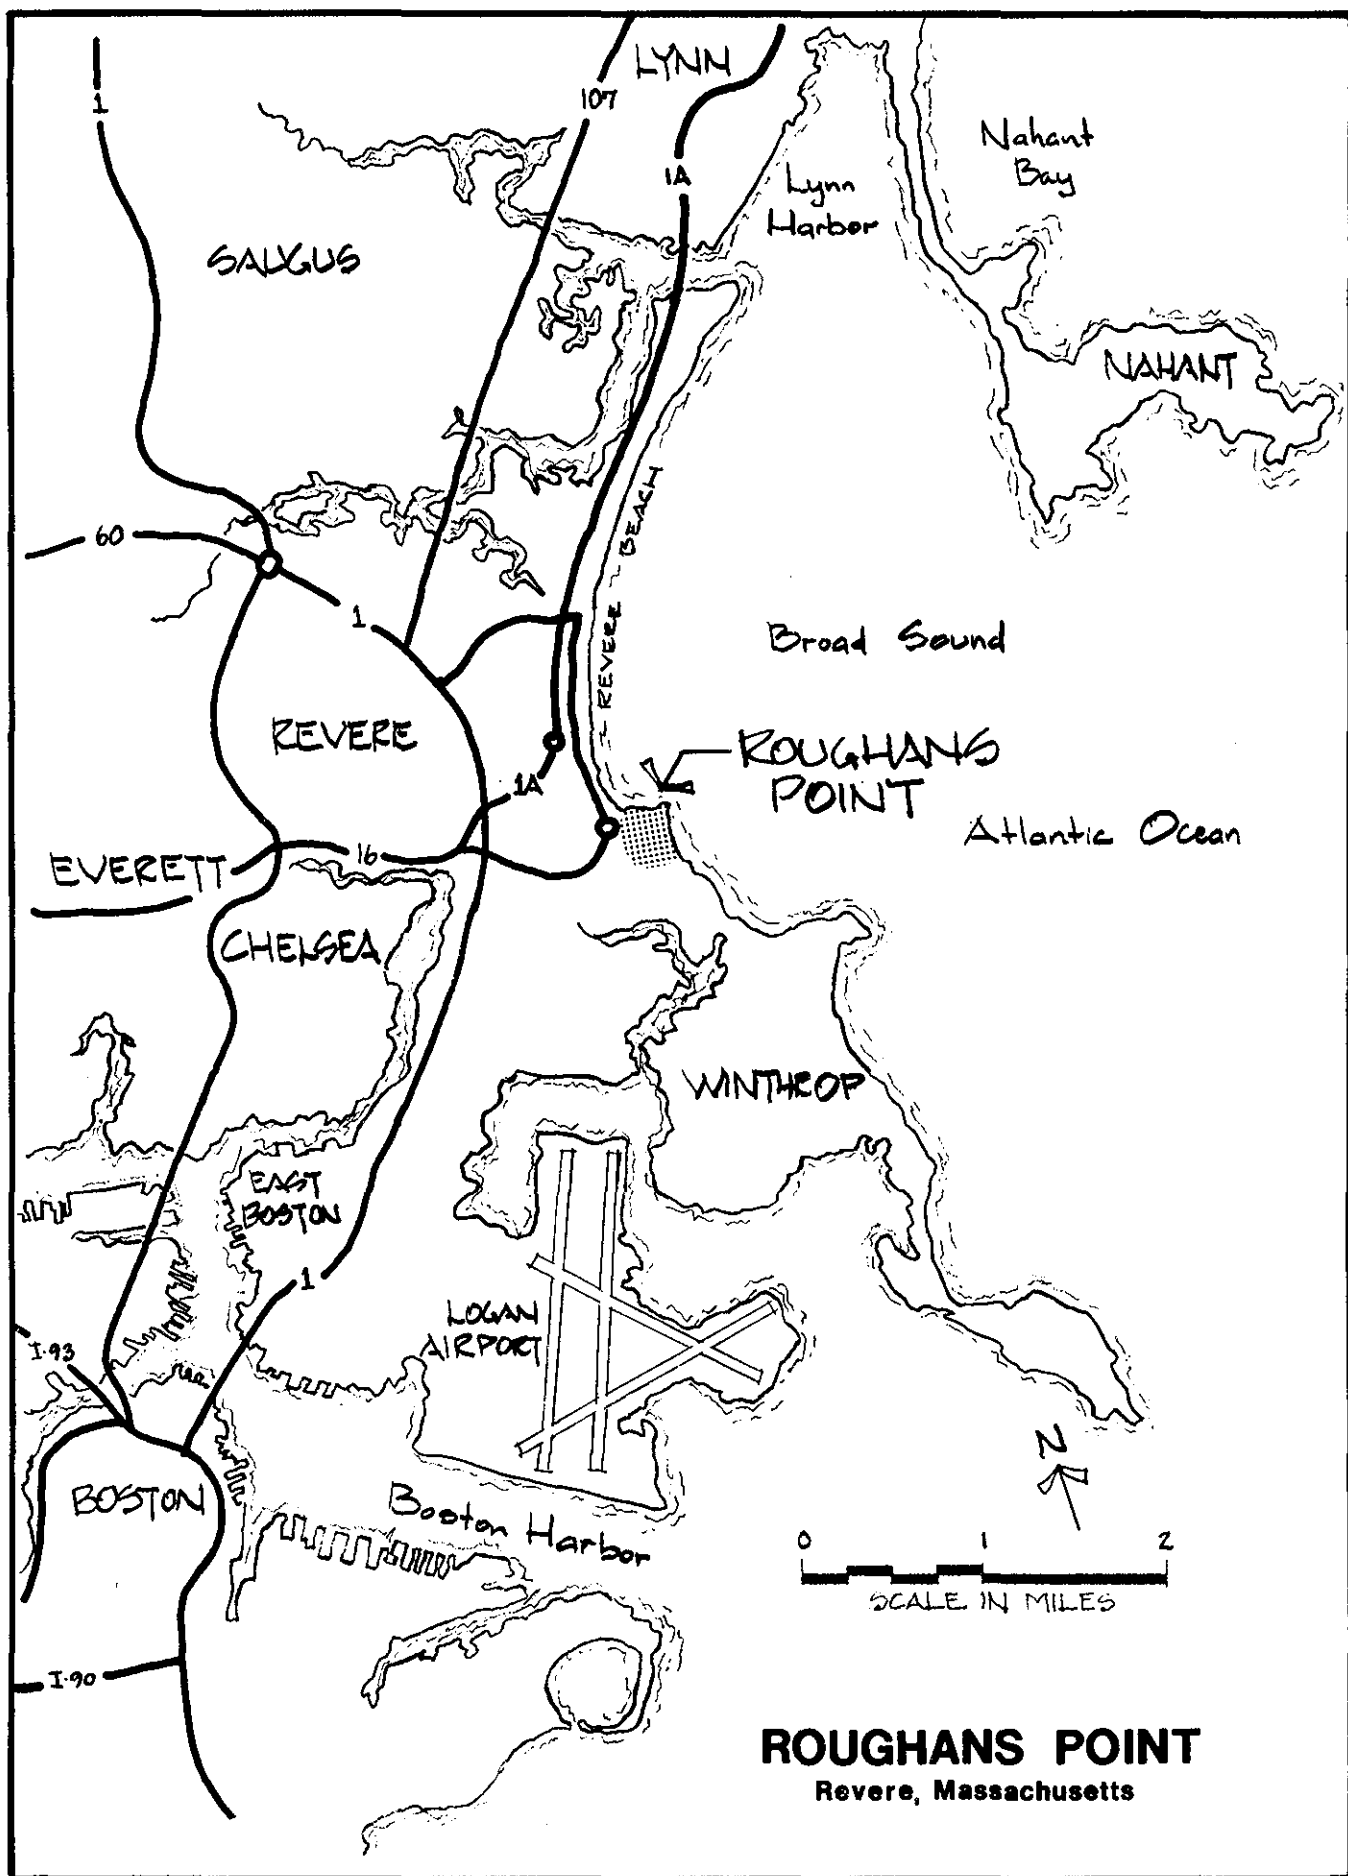 LYNN
1
107
Nahant
Bay
1A
Lynn
Harbor
SAUGUS
NAHANT
REVERE BEACH
60
1
Broad Sound
REVERE
ROUGHANS
POINT
1A
Atlantic Ocean
16
EVERETT
CHELSEA
WINTHROP
EAST
BOSTON
1
LOGAN
AIRPORT
I-93
N
BOSTON
Boston Harbor
0 1 2
SCALE IN MILES
I-90
ROUGHANS POINT
Revere, Massachusetts